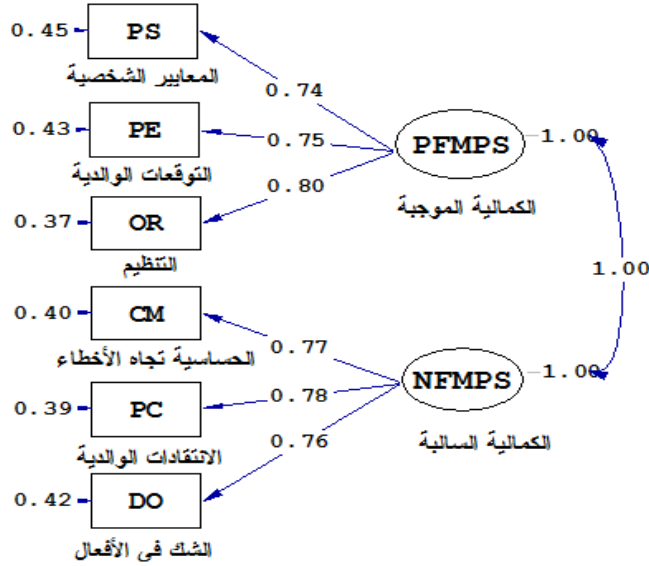 0.45
PS
المعايير الشخصية
0.74
0.43
PE
التوقعات الوالدية
0.75
PFMPS
1.00
الكمالية الموجبة
0.80
0.37
OR
التنظيم
1.00
0.40
CM
الحساسية تجاه الأخطاء
0.77
NFMPS
1.00
الكمالية السالبة
0.39
PC
الانتقادات الوالدية
0.78
0.76
0.42
DO
الشك في الأفعال